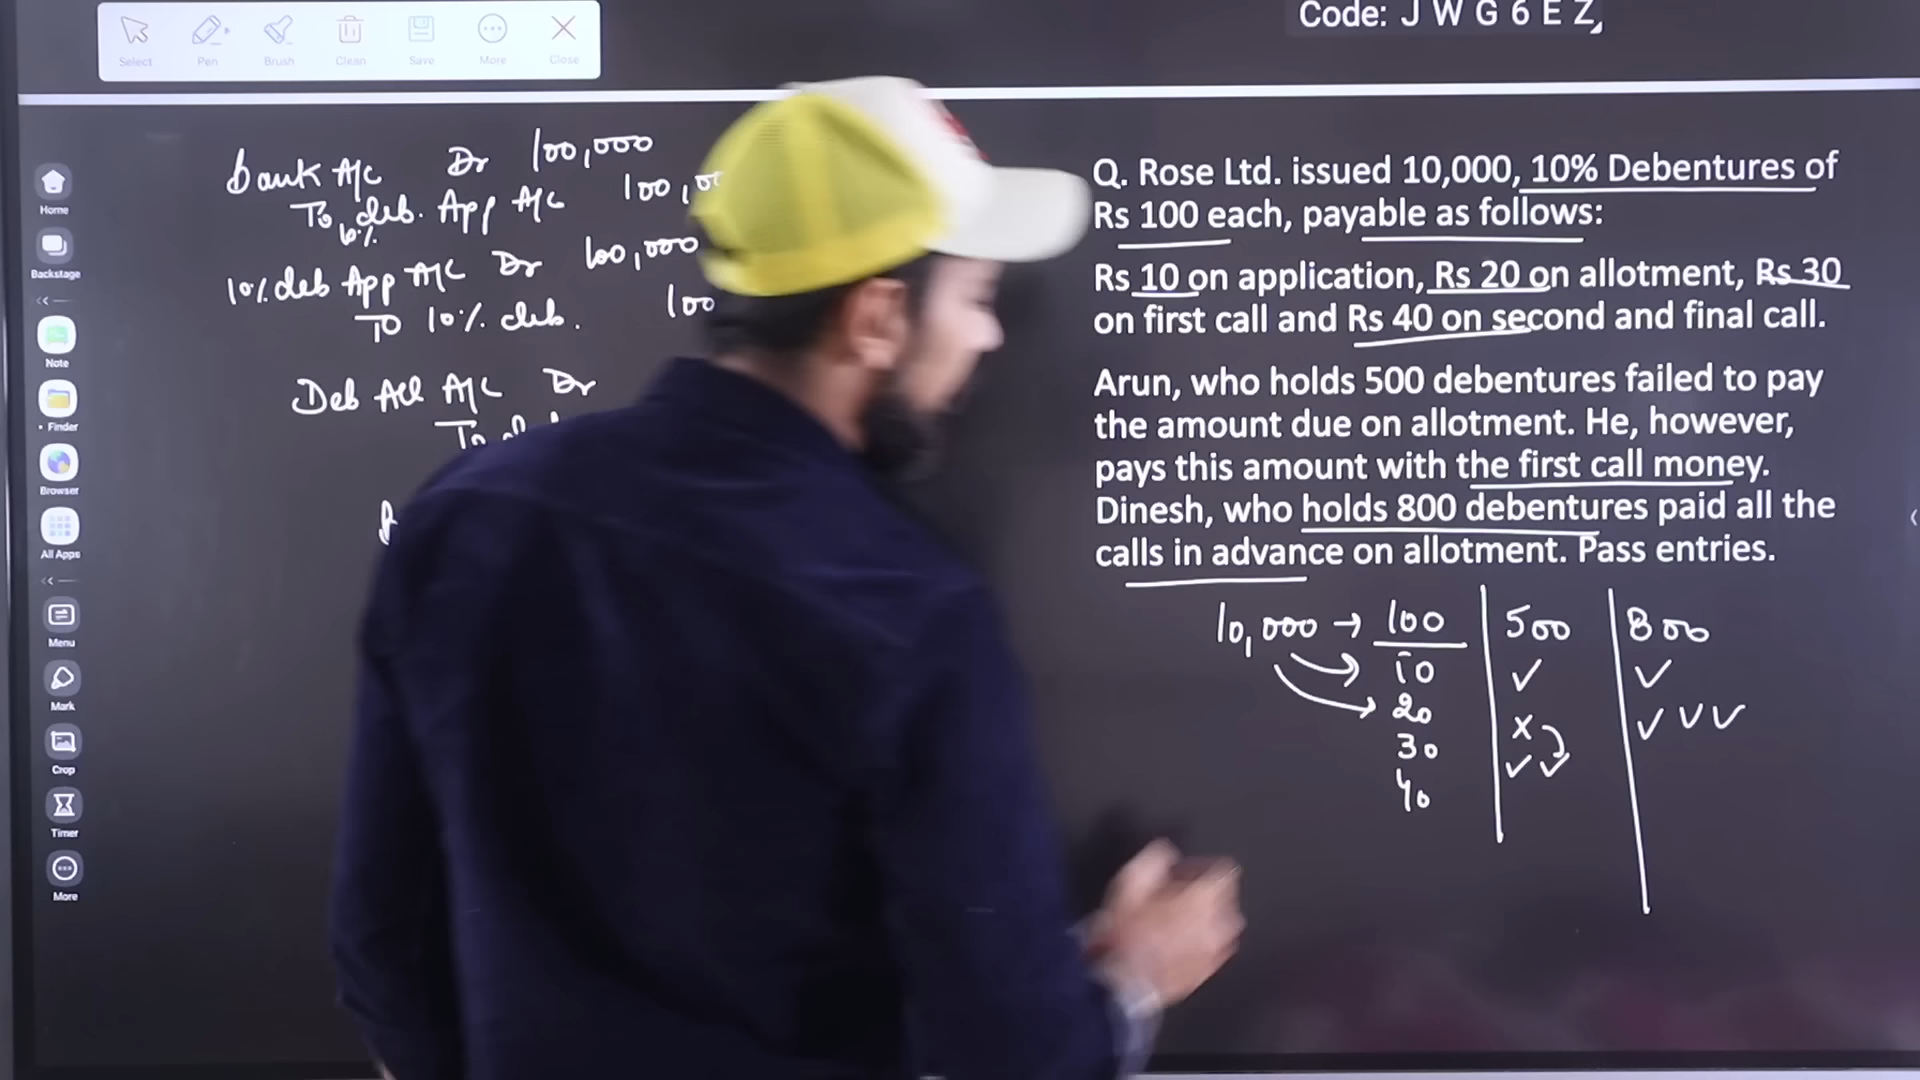 Code: J W G 6 E Z
Select
Pen
Brush
Clean
Save
More
Close
Home
Backstage
Note
Finder
Browser
All Apps
Menu
Mark
Crop
Timer
More
bank A/c Dr 100,000
To deb. App A/c 100,00
10% deb App A/c Dr 100,000
To 10% deb. 100
Deb All A/c Dr
To
Q. Rose Ltd. issued 10,000, 10% Debentures of
Rs 100 each, payable as follows:
Rs 10 on application, Rs 20 on allotment, Rs 30
on first call and Rs 40 on second and final call.
Arun, who holds 500 debentures failed to pay
the amount due on allotment. He, however,
pays this amount with the first call money.
Dinesh, who holds 800 debentures paid all the
calls in advance on allotment. Pass entries.
10,000 → 100 500 800
10 ✓ ✓
20 x ✓ ✓ ✓
30 ✓ ✓
40